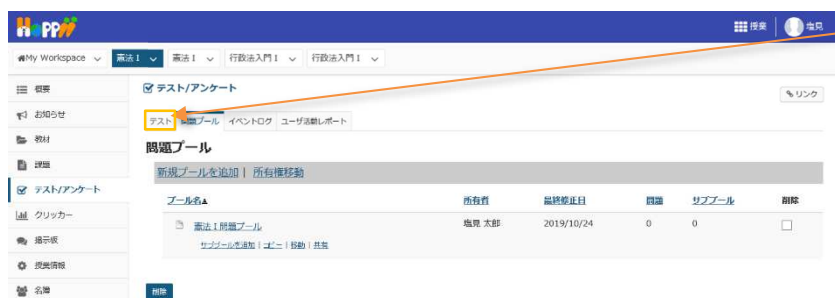 Hoppii
授業 塩見
My Workspace 憲法Ⅰ 憲法Ⅰ 行政法入門Ⅰ 行政法入門Ⅰ
概要
お知らせ
教材
課題
テスト/アンケート
クリッカー
掲示板
授業情報
名簿
テスト/アンケート
リンク
テスト 問題プール イベントログ ユーザ活動レポート
問題プール
新規プールを追加 | 所有権移動
プール名 所有者 最終修正日 問題 サブプール 削除
憲法Ⅰ問題プール 塩見 太郎 2019/10/24 0 0
サブプールを追加 | コピー | 移動 | 共有
削除